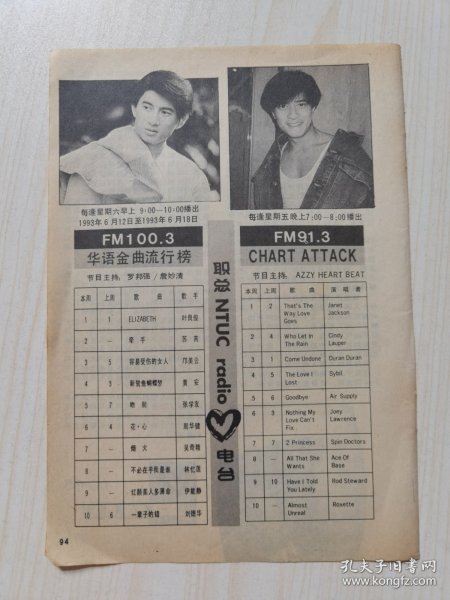 每逢星期六早上 9:00—10:00播出
1993年 6 月12日至1993年 6 月18日
FM100.3
华语金曲流行榜
节目主持：罗邦强／詹妙清
本周 上周 歌 曲 歌手
1 1 ELIZABETH 叶良俊
2 — 牵手 苏芮
3 5 容易受伤的女人 邝美云
4 3 新鸳鸯蝴蝶梦 黄安
5 7 吻别 张学友
6 4 花·心 周华健
7 — 烟火 吴奇隆
8 — 不必在乎我是谁 林忆莲
9 — 红颜美人多薄命 伊能静
10 6 一辈子的错 刘德华
职总NTUC radio 电台
每逢星期五晚上7:00—8:00播出
FM91.3
CHART ATTACK
节目主持：AZZY HEART BEAT
本周 上周 歌 曲 演唱者
1 2 That's The Way Love Goes Janet Jackson
2 4 Who Let In The Rain Cindy Lauper
3 1 Come Undone Duran Duran
4 5 The Love I Lost Sybil
5 6 Goodbye Air Supply
6 3 Nothing My Love Can't Fix Joey Lawrence
7 7 2 Princess Spin Doctors
8 — All That She Wants Ace Of Base
9 10 Have I Told You Lately Rod Steward
10 — Almost Unreal Roxette
94
孔夫子旧书网
www.kongfz.com